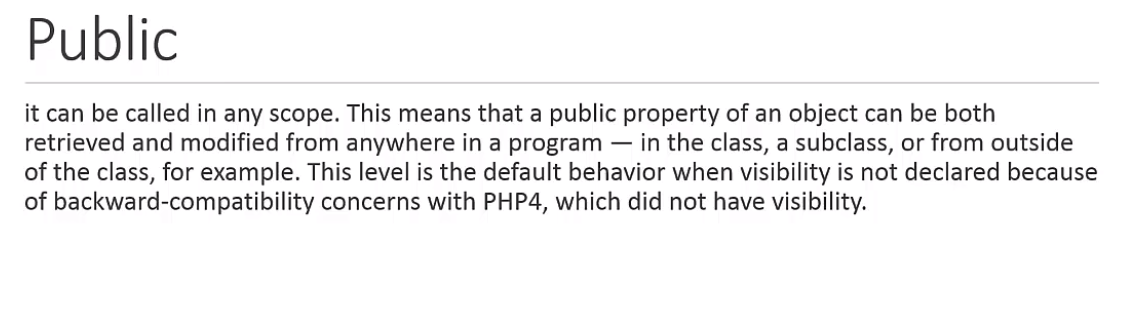 Public
it can be called in any scope. This means that a public property of an object can be both
retrieved and modified from anywhere in a program — in the class, a subclass, or from outside
of the class, for example. This level is the default behavior when visibility is not declared because
of backward-compatibility concerns with PHP4, which did not have visibility.